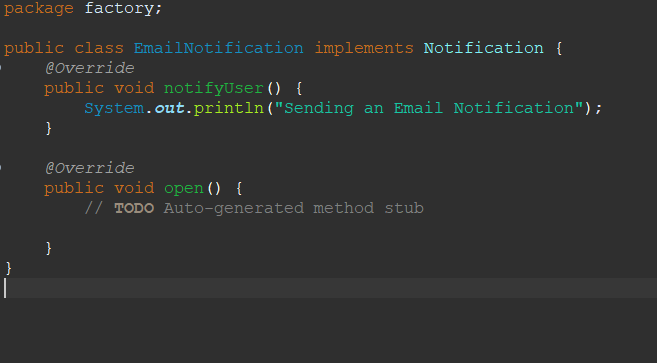 package factory;
public class EmailNotification implements Notification {
@Override
public void notifyUser() {
System.out.println("Sending an Email Notification");
}
@Override
public void open() {
// TODO Auto-generated method stub
}
}